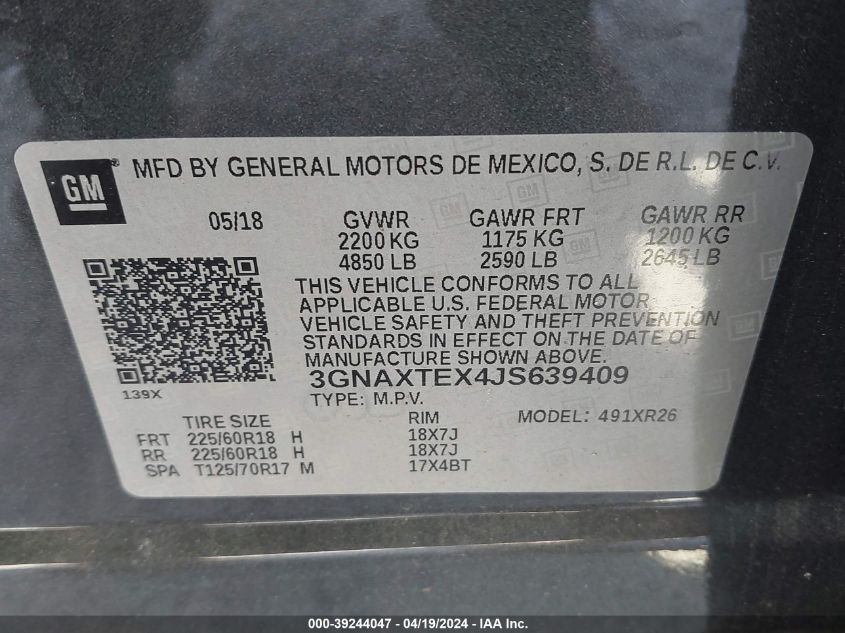 GM ® MFD BY GENERAL MOTORS DE MEXICO, S. DE R.L. DE C.V.
05/18 GVWR GAWR FRT GAWR RR
2200 KG 1175 KG 1200 KG
4850 LB 2590 LB 2645 LB
THIS VEHICLE CONFORMS TO ALL
APPLICABLE U.S. FEDERAL MOTOR
VEHICLE SAFETY AND THEFT PREVENTION
STANDARDS IN EFFECT ON THE DATE OF
MANUFACTURE SHOWN ABOVE.
3GNAXTEX4JS639409
139X
TYPE: M.P.V. MODEL: 491XR26
TIRE SIZE RIM
FRT 225/60R18 H 18X7J
RR 225/60R18 H 18X7J
SPA T125/70R17 M 17X4BT
000-39244047 - 04/19/2024 - IAA Inc.